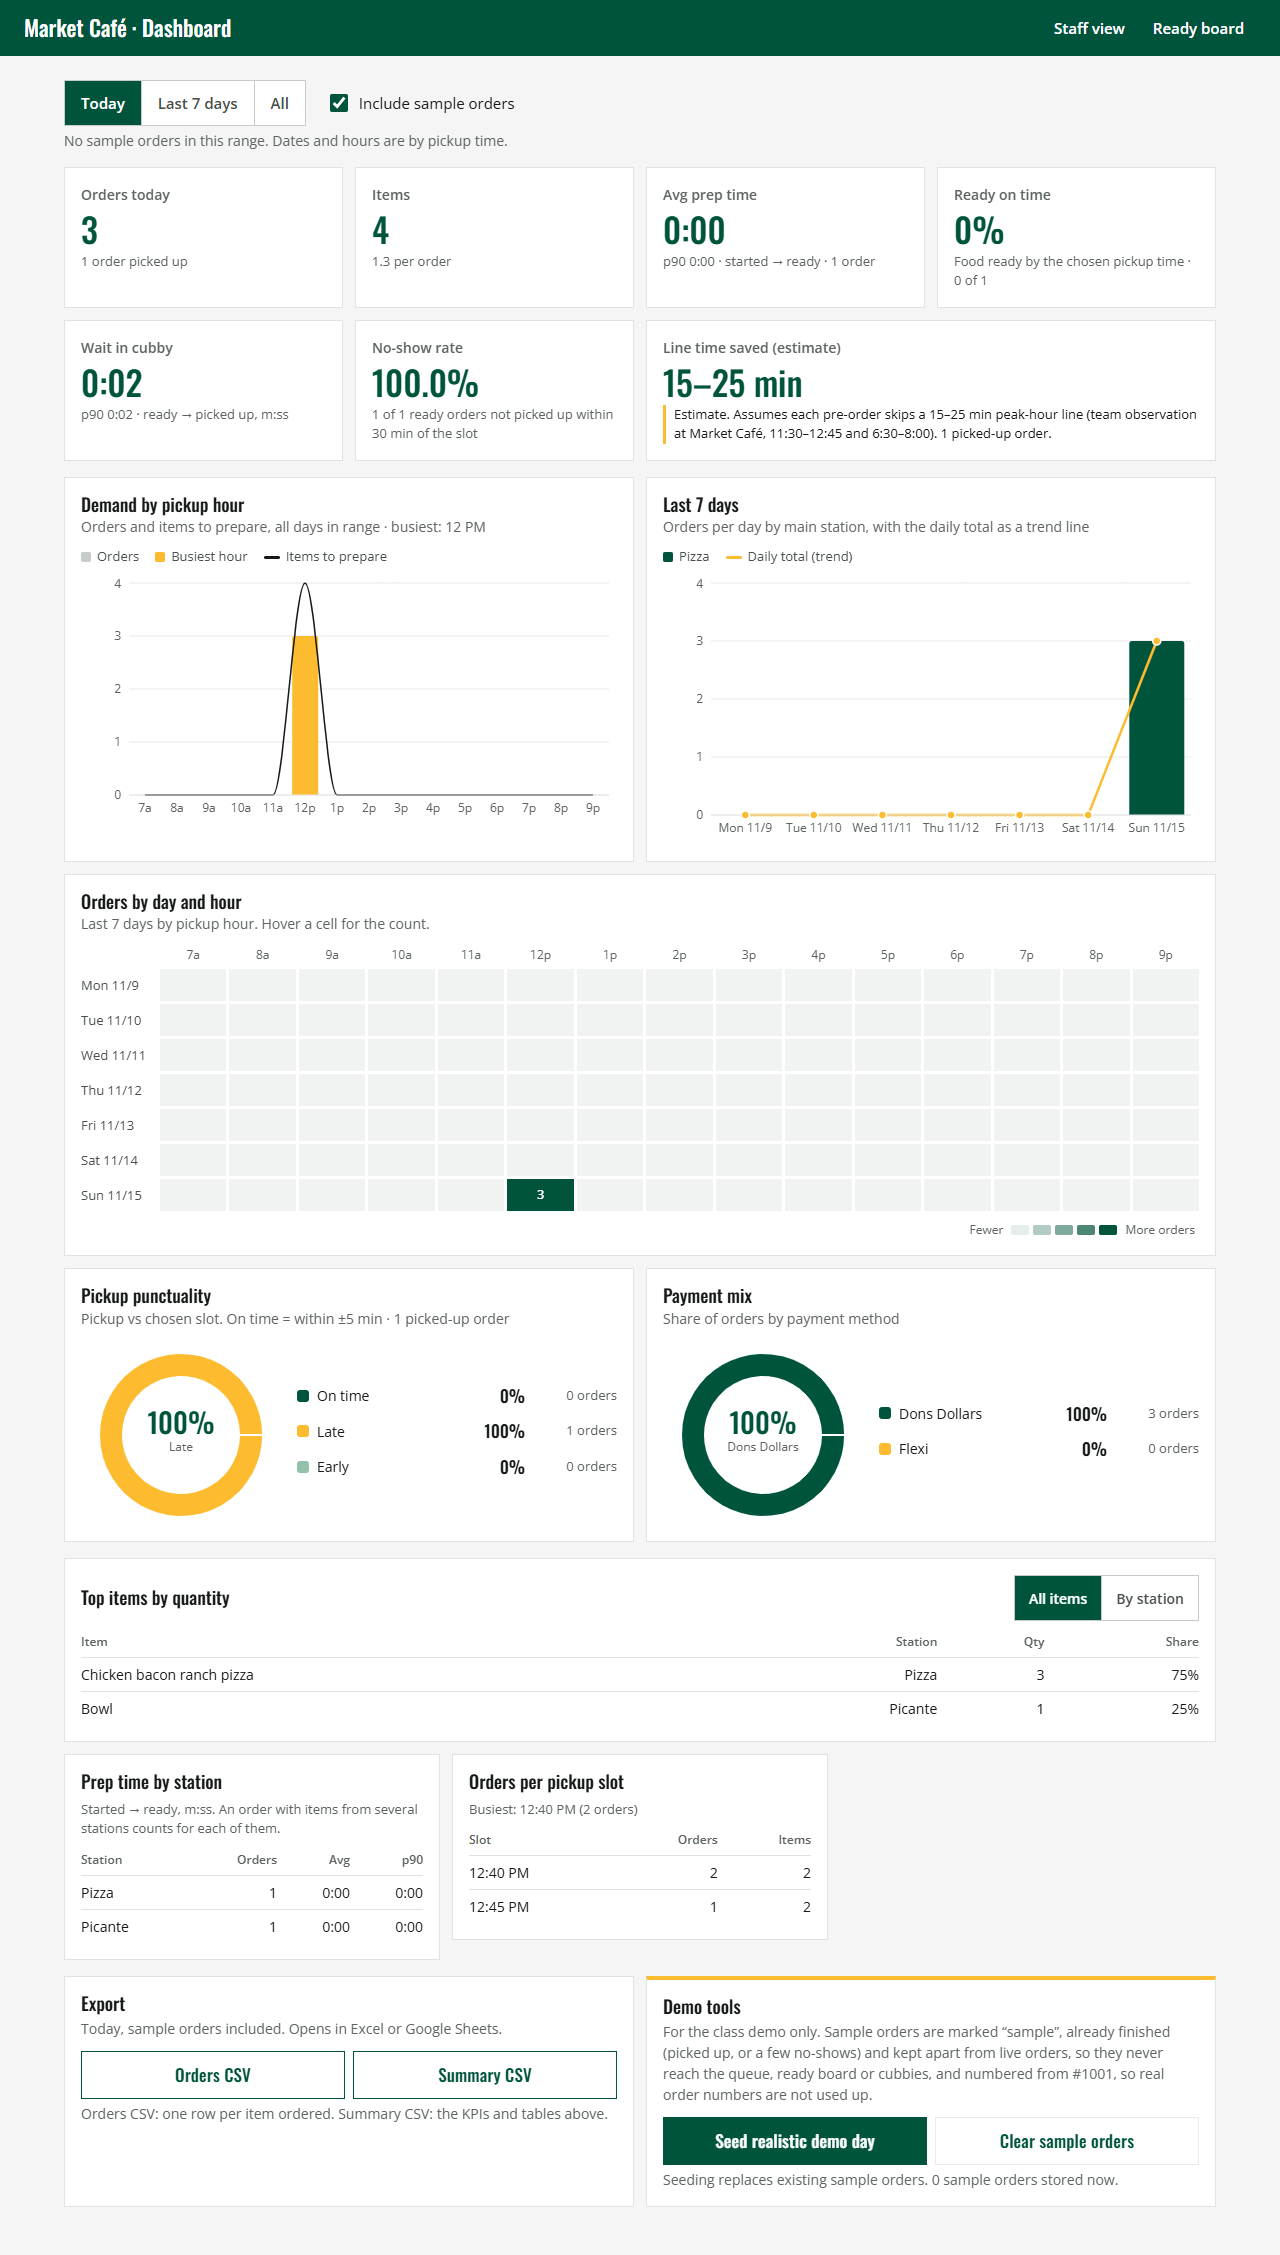 Market Café · Dashboard
Staff view
Ready board
Today
Last 7 days
All
Include sample orders
No sample orders in this range. Dates and hours are by pickup time.
Orders today
3
1 order picked up
Items
4
1.3 per order
Avg prep time
0:00
p90 0:00 · started → ready · 1 order
Ready on time
0%
Food ready by the chosen pickup time ·
0 of 1
Wait in cubby
0:02
p90 0:02 · ready → picked up, m:ss
No-show rate
100.0%
1 of 1 ready orders not picked up within
30 min of the slot
Line time saved (estimate)
15–25 min
Estimate. Assumes each pre-order skips a 15–25 min peak-hour line (team observation
at Market Café, 11:30–12:45 and 6:30–8:00). 1 picked-up order.
Demand by pickup hour
Orders and items to prepare, all days in range · busiest: 12 PM
Orders
Busiest hour
Items to prepare
4
3
2
1
0
7a 8a 9a 10a 11a 12p 1p 2p 3p 4p 5p 6p 7p 8p 9p
Last 7 days
Orders per day by main station, with the daily total as a trend line
Pizza
Daily total (trend)
4
3
2
1
0
Mon 11/9 Tue 11/10 Wed 11/11 Thu 11/12 Fri 11/13 Sat 11/14 Sun 11/15
Orders by day and hour
Last 7 days by pickup hour. Hover a cell for the count.
7a 8a 9a 10a 11a 12p 1p 2p 3p 4p 5p 6p 7p 8p 9p
Mon 11/9
Tue 11/10
Wed 11/11
Thu 11/12
Fri 11/13
Sat 11/14
Sun 11/15 3
Fewer
More orders
Pickup punctuality
Pickup vs chosen slot. On time = within ±5 min · 1 picked-up order
100%
Late
On time 0% 0 orders
Late 100% 1 orders
Early 0% 0 orders
Payment mix
Share of orders by payment method
100%
Dons Dollars
Dons Dollars 100% 3 orders
Flexi 0% 0 orders
Top items by quantity
All items
By station
Item Station Qty Share
Chicken bacon ranch pizza Pizza 3 75%
Bowl Picante 1 25%
Prep time by station
Started → ready, m:ss. An order with items from several
stations counts for each of them.
Station Orders Avg p90
Pizza 1 0:00 0:00
Picante 1 0:00 0:00
Orders per pickup slot
Busiest: 12:40 PM (2 orders)
Slot Orders Items
12:40 PM 2 2
12:45 PM 1 2
Export
Today, sample orders included. Opens in Excel or Google Sheets.
Orders CSV
Summary CSV
Orders CSV: one row per item ordered. Summary CSV: the KPIs and tables above.
Demo tools
For the class demo only. Sample orders are marked “sample”, already finished
(picked up, or a few no-shows) and kept apart from live orders, so they never
reach the queue, ready board or cubbies, and numbered from #1001, so real
order numbers are not used up.
Seed realistic demo day
Clear sample orders
Seeding replaces existing sample orders. 0 sample orders stored now.